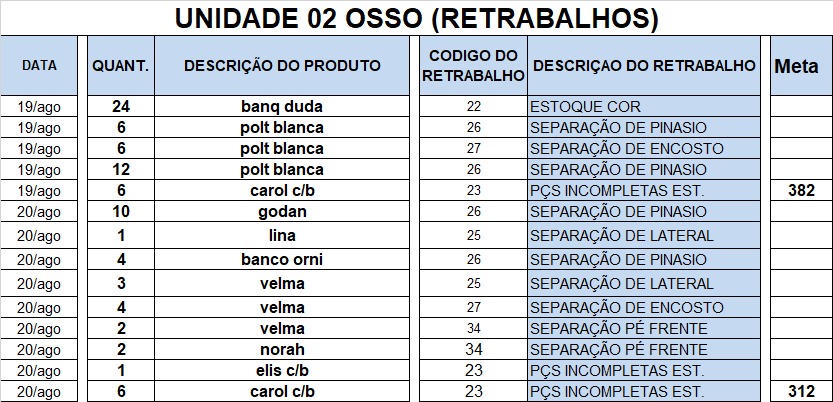 UNIDADE 02 OSSO (RETRABALHOS)
DATA QUANT. DESCRIÇÃO DO PRODUTO CODIGO DO RETRABALHO DESCRIÇAO DO RETRABALHO Meta
19/ago 24 banq duda 22 ESTOQUE COR
19/ago 6 polt blanca 26 SEPARAÇÃO DE PINASIO
19/ago 6 polt blanca 27 SEPARAÇÃO DE ENCOSTO
19/ago 12 polt blanca 26 SEPARAÇÃO DE PINASIO
19/ago 6 carol c/b 23 PÇS INCOMPLETAS EST. 382
20/ago 10 godan 26 SEPARAÇÃO DE PINASIO
20/ago 1 lina 25 SEPARAÇÃO DE LATERAL
20/ago 4 banco orni 26 SEPARAÇÃO DE PINASIO
20/ago 3 velma 25 SEPARAÇÃO DE LATERAL
20/ago 4 velma 27 SEPARAÇÃO DE ENCOSTO
20/ago 2 velma 34 SEPARAÇÃO PÉ FRENTE
20/ago 2 norah 34 SEPARAÇÃO PÉ FRENTE
20/ago 1 elis c/b 23 PÇS INCOMPLETAS EST.
20/ago 6 carol c/b 23 PÇS INCOMPLETAS EST. 312